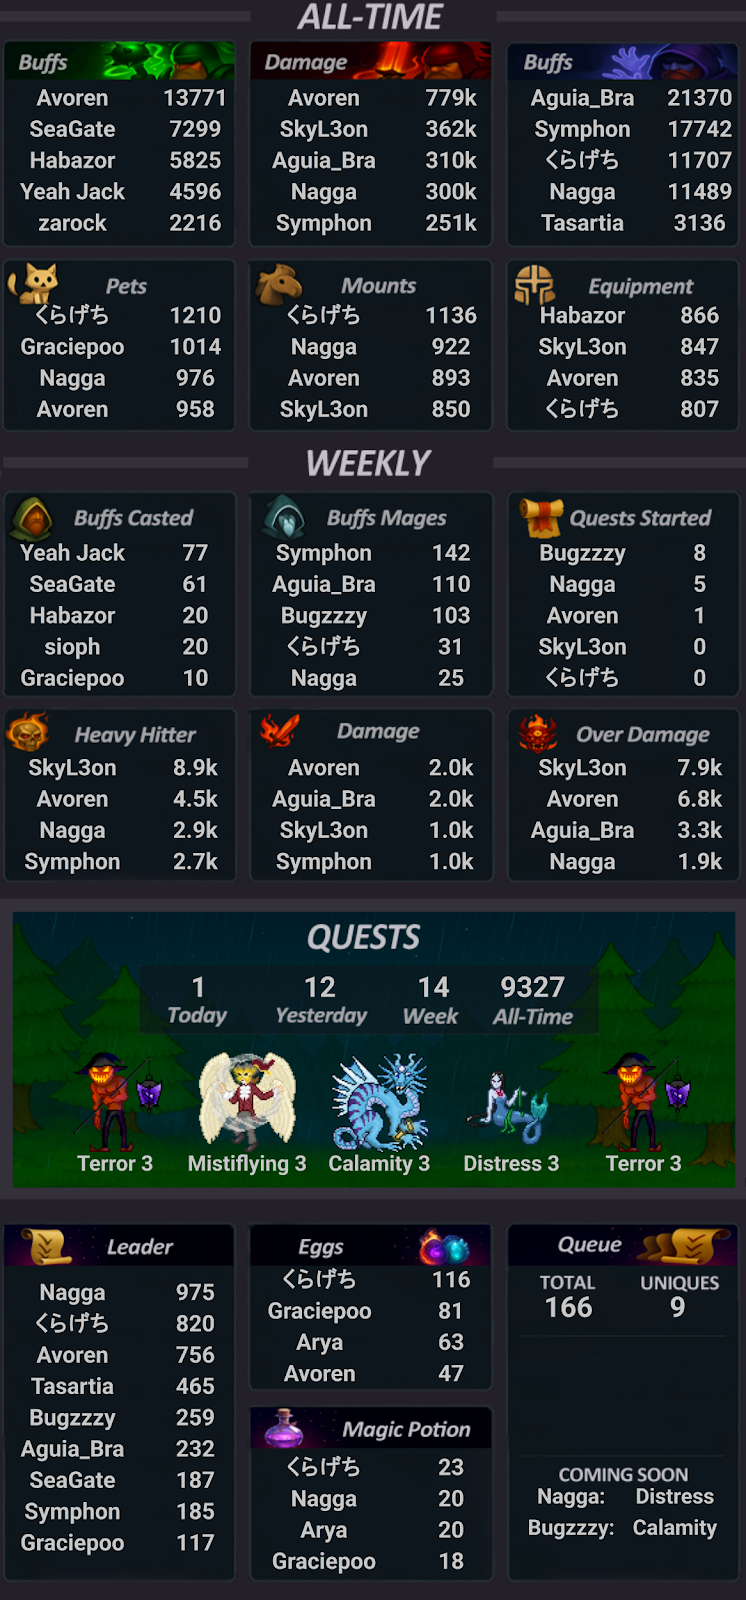 ALL-TIME
Buffs
Avoren 13771
SeaGate 7299
Habazor 5825
Yeah Jack 4596
zarock 2216
Damage
Avoren 779k
SkyL3on 362k
Aguia_Bra 310k
Nagga 300k
Symphon 251k
Buffs
Aguia_Bra 21370
Symphon 17742
くらげち 11707
Nagga 11489
Tasartia 3136
Pets
くらげち 1210
Graciepoo 1014
Nagga 976
Avoren 958
Mounts
くらげち 1136
Nagga 922
Avoren 893
SkyL3on 850
Equipment
Habazor 866
SkyL3on 847
Avoren 835
くらげち 807
WEEKLY
Buffs Casted
Yeah Jack 77
SeaGate 61
Habazor 20
sioph 20
Graciepoo 10
Buffs Mages
Symphon 142
Aguia_Bra 110
Bugzzzy 103
くらげち 31
Nagga 25
Quests Started
Bugzzzy 8
Nagga 5
Avoren 1
SkyL3on 0
くらげち 0
Heavy Hitter
SkyL3on 8.9k
Avoren 4.5k
Nagga 2.9k
Symphon 2.7k
Damage
Avoren 2.0k
Aguia_Bra 2.0k
SkyL3on 1.0k
Symphon 1.0k
Over Damage
SkyL3on 7.9k
Avoren 6.8k
Aguia_Bra 3.3k
Nagga 1.9k
QUESTS
1 12 14 9327
Today Yesterday Week All-Time
Terror 3 Mistiflying 3 Calamity 3 Distress 3 Terror 3
Leader
Nagga 975
くらげち 820
Avoren 756
Tasartia 465
Bugzzzy 259
Aguia_Bra 232
SeaGate 187
Symphon 185
Graciepoo 117
Eggs
くらげち 116
Graciepoo 81
Arya 63
Avoren 47
Magic Potion
くらげち 23
Nagga 20
Arya 20
Graciepoo 18
Queue
TOTAL UNIQUES
166 9
COMING SOON
Nagga: Distress
Bugzzzy: Calamity